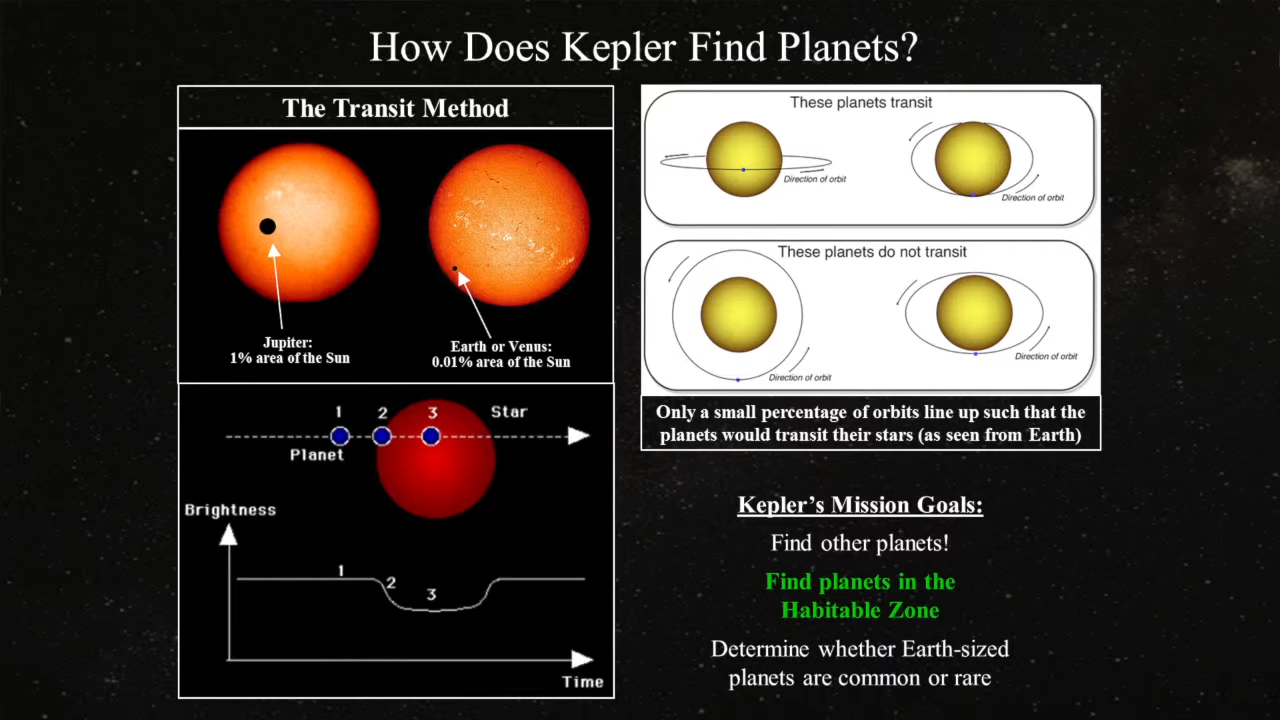 How Does Kepler Find Planets?
The Transit Method
Jupiter:
1% area of the Sun
Earth or Venus:
0.01% area of the Sun
1
2
3
Star
Planet
Brightness
1
2
3
Time
These planets transit
Direction of orbit
Direction of orbit
These planets do not transit
Direction of orbit
Direction of orbit
Only a small percentage of orbits line up such that the
planets would transit their stars (as seen from Earth)
Kepler’s Mission Goals:
Find other planets!
Find planets in the
Habitable Zone
Determine whether Earth-sized
planets are common or rare